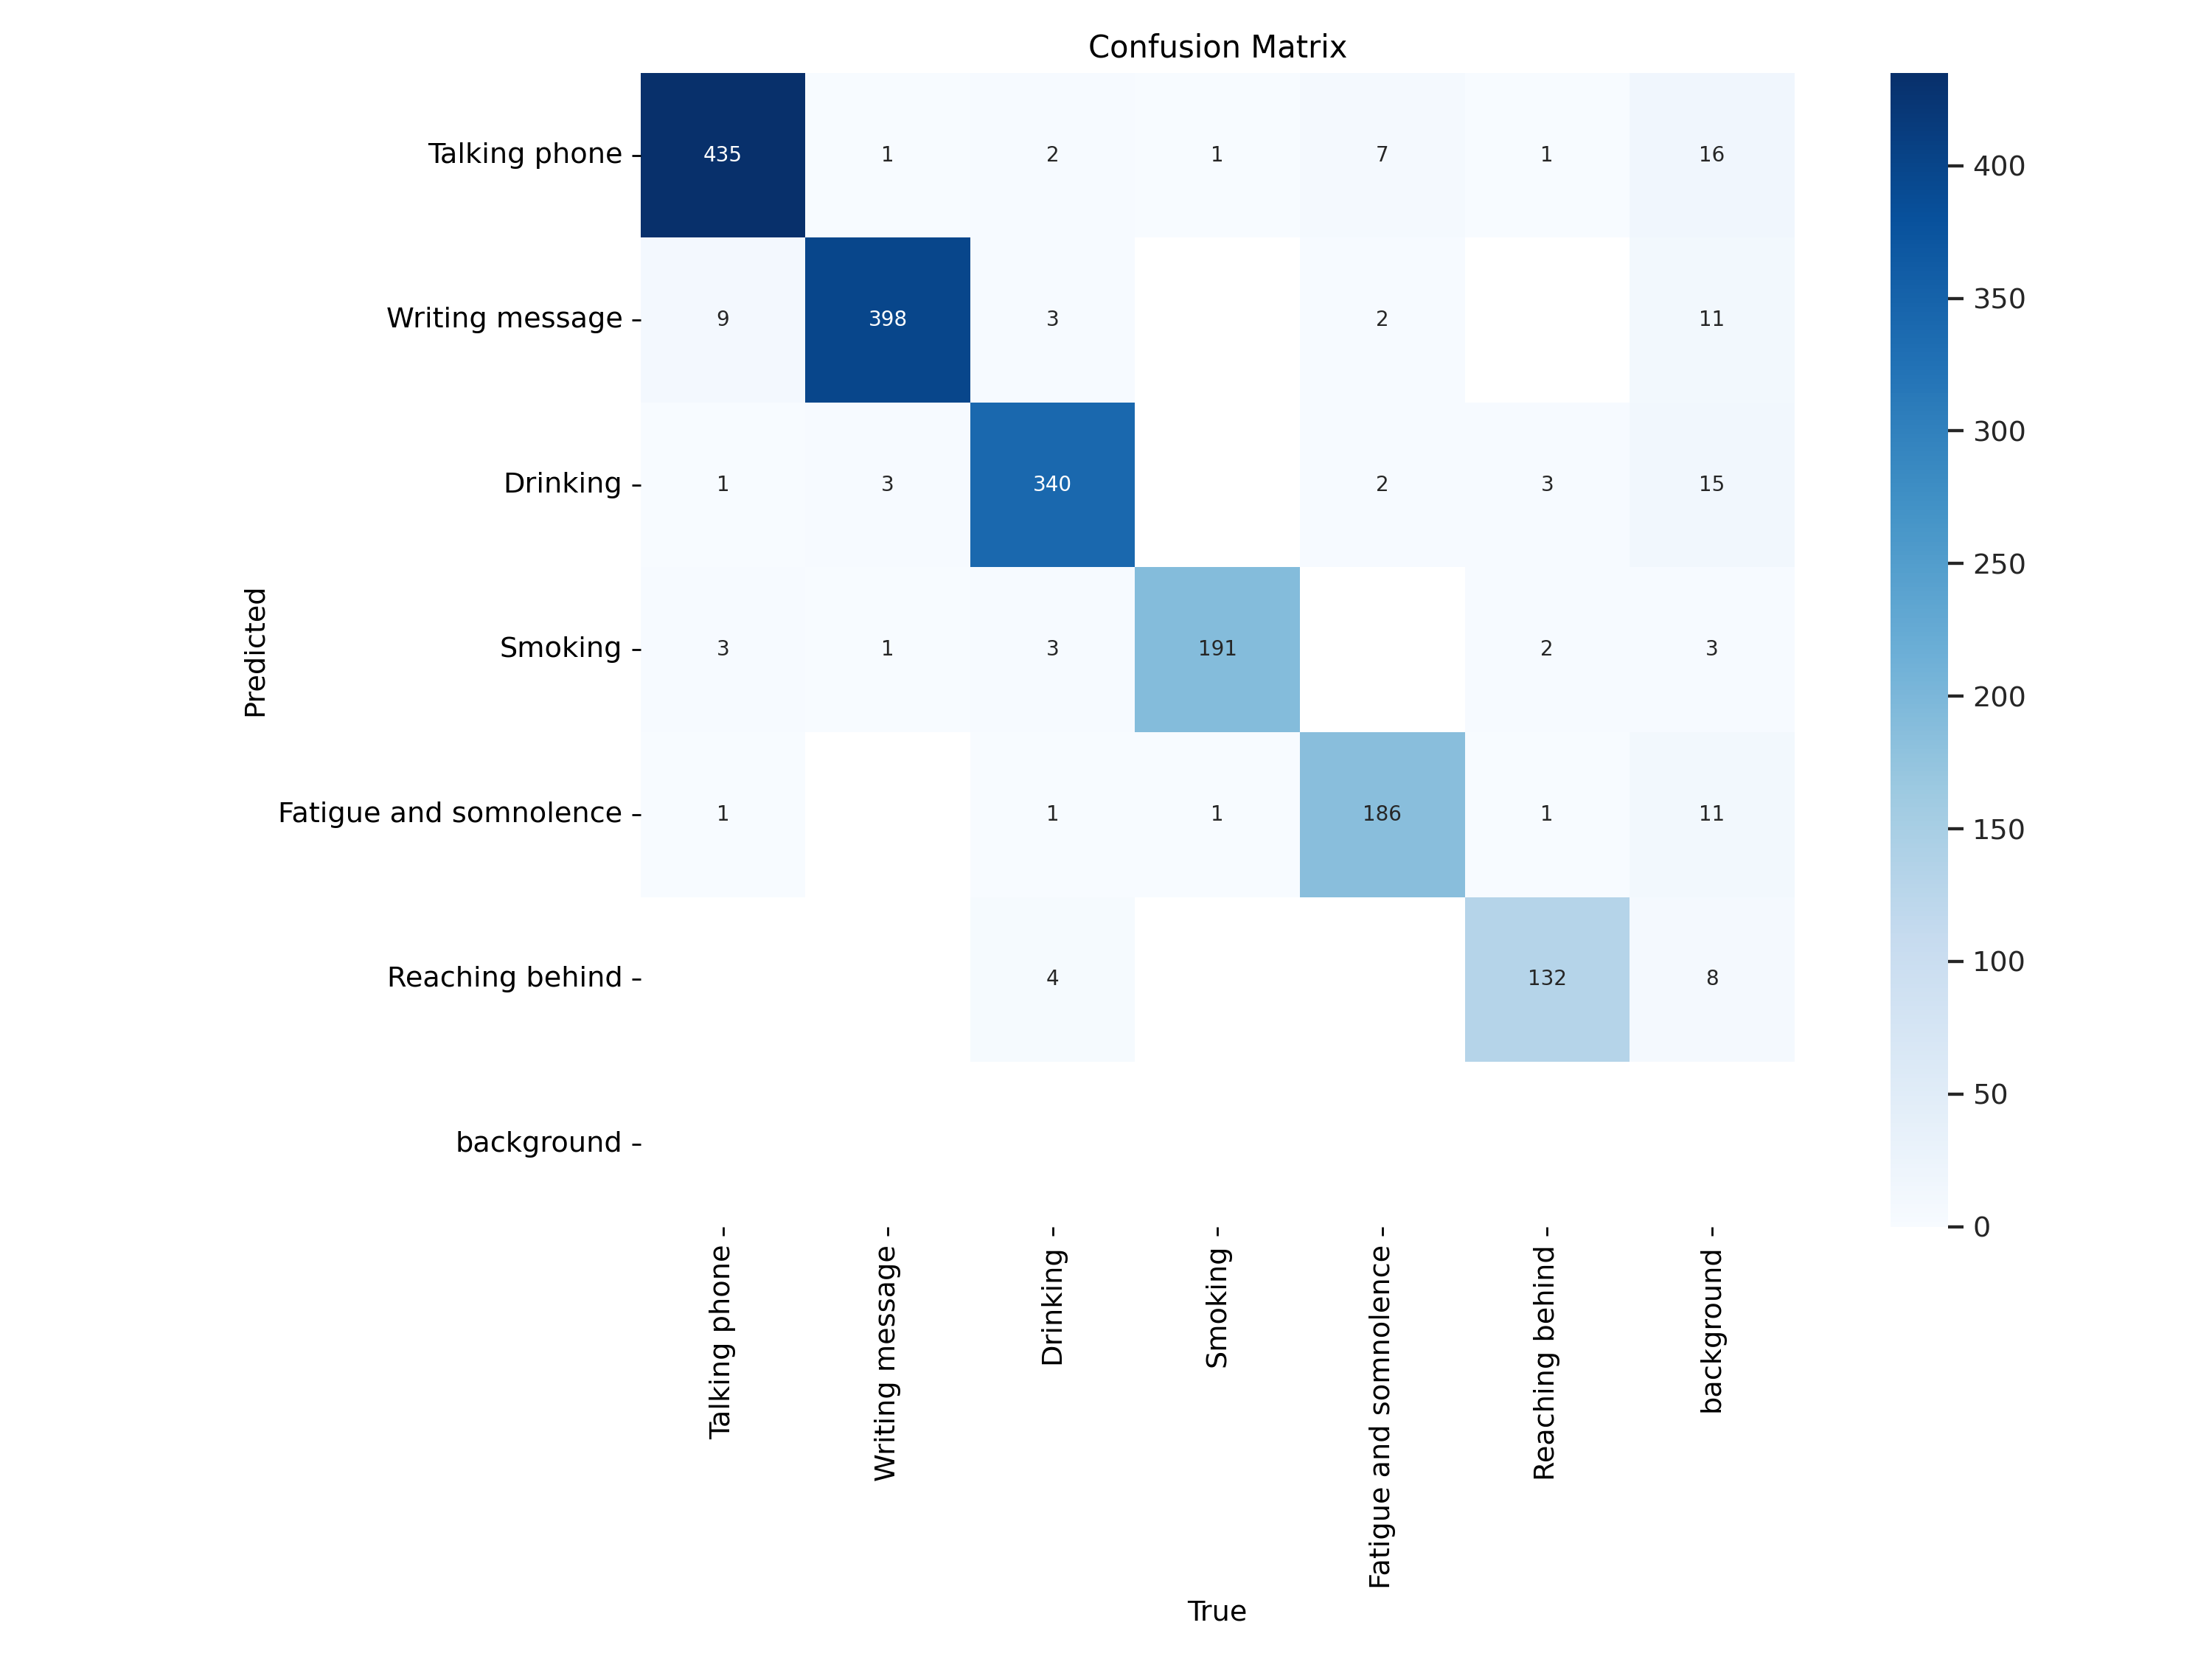 Confusion Matrix
Talking phone 435 1 2 1 7 1 16
Writing message 9 398 3 2 11
Drinking 1 3 340 2 3 15
Smoking 3 1 3 191 2 3
Fatigue and somnolence 1 1 1 186 1 11
Reaching behind 4 132 8
background
Predicted
Talking phone
Writing message
Drinking
Smoking
Fatigue and somnolence
Reaching behind
background
True
400
350
300
250
200
150
100
50
0